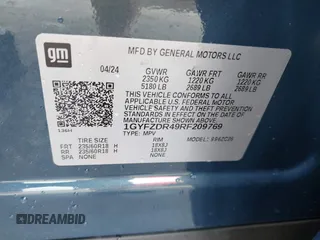 gm
MFD BY GENERAL MOTORS LLC
04/24 GVWR GAWR FRT GAWR RR
2350 KG 1220 KG 1220 KG
5180 LB 2689 LB 2689 LB
THIS VEHICLE CONFORMS TO ALL
APPLICABLE U.S. FEDERAL MOTOR VEHICLE
SAFETY, BUMPER, AND THEFT PREVENTION
STANDARDS IN EFFECT ON THE DATE OF
MANUFACTURE SHOWN ABOVE.
1GYFZDR49RF209769
TYPE: MPV MODEL:
TIRE SIZE RIM
FRT 235/60R18 H 18X8J
RR 235/60R18 H 18X8J
SPA NONE NONE
AUTOBIDMASTER